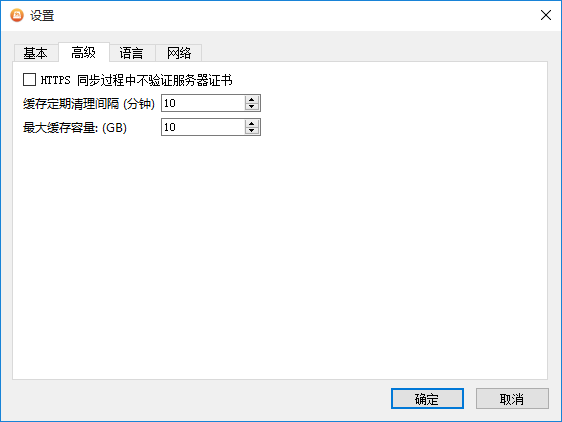 设置
基本 高级 语言 网络
HTTPS 同步过程中不验证服务器证书
缓存定期清理间隔 (分钟) 10
最大缓存容量: (GB) 10
确定 取消